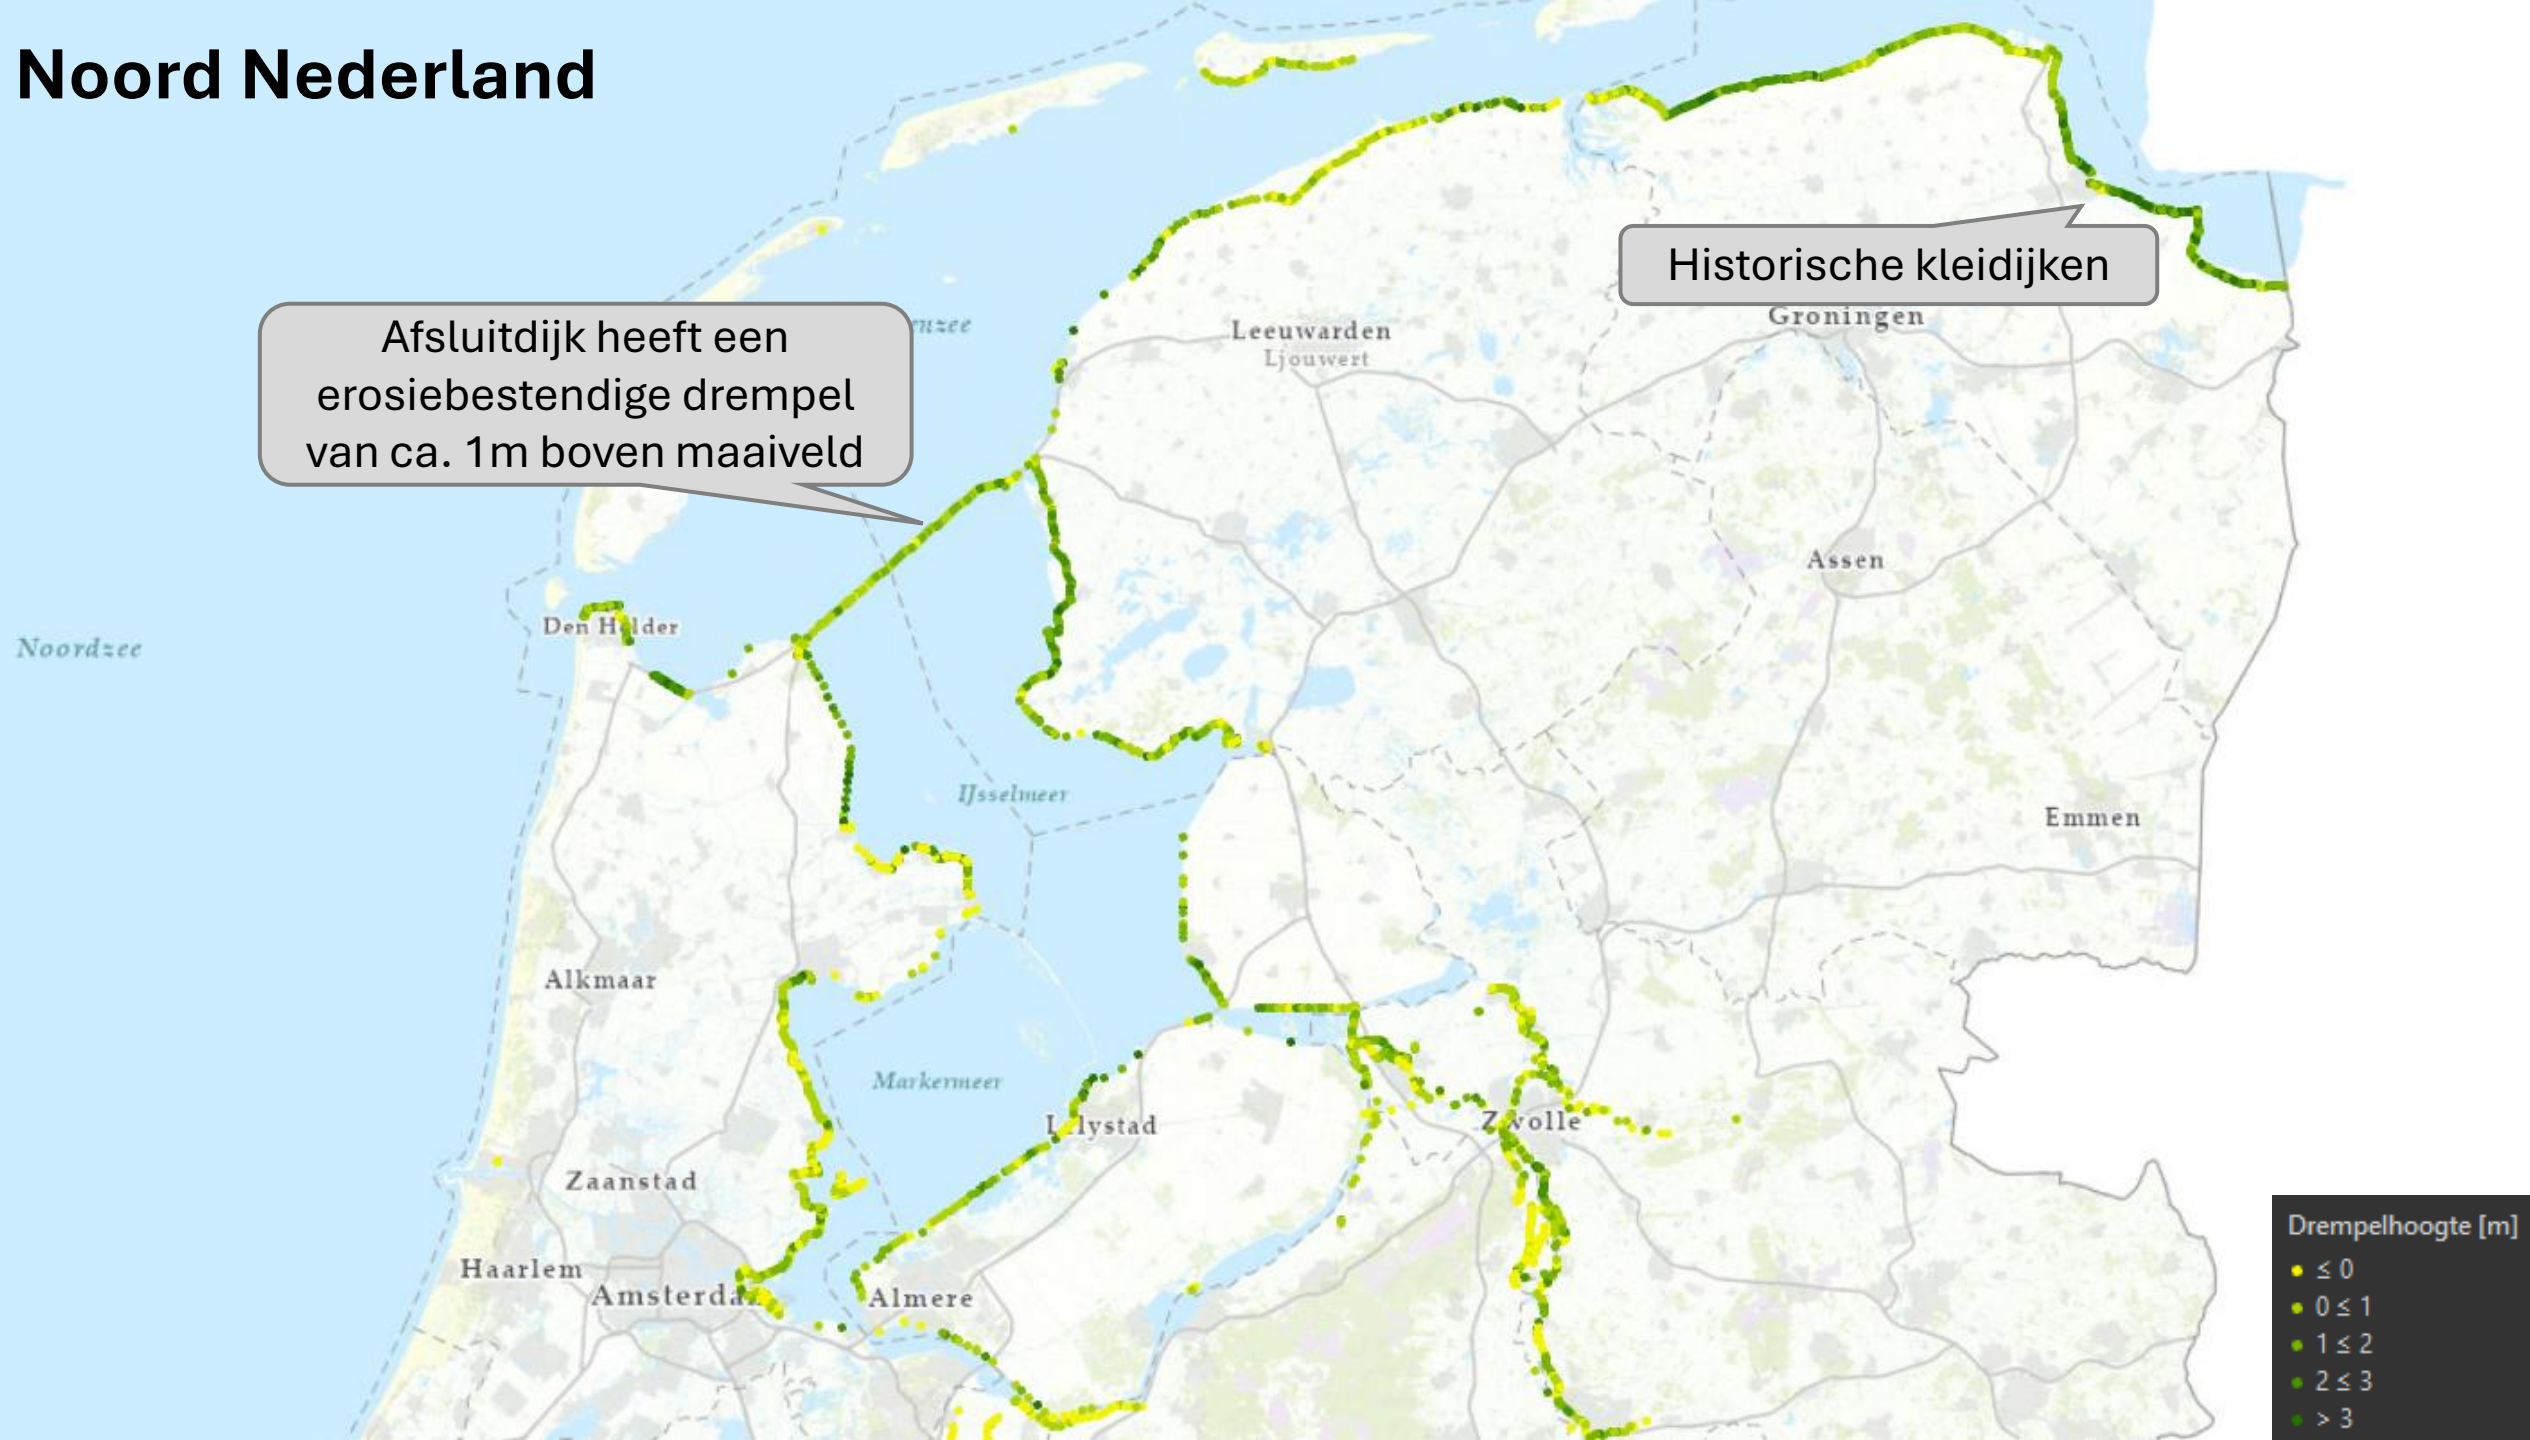 Noord Nederland
Historische kleidijken
Afsluitdijk heeft een
erosiebestendige drempel
van ca. 1m boven maaiveld
Leeuwarden
Ljouwert
Groningen
Assen
Den Helder
Noordzee
IJsselmeer
Emmen
Alkmaar
Markermeer
Lelystad
Zwolle
Zaanstad
Haarlem
Amsterda
Almere
Drempelhoogte [m]
≤ 0
0 ≤ 1
1 ≤ 2
2 ≤ 3
> 3